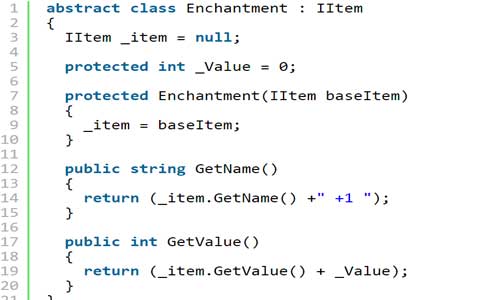 1 abstract class Enchantment : IItem
2 {
3 IItem _item = null;
4
5 protected int _Value = 0;
6
7 protected Enchantment(IItem baseItem)
8 {
9 _item = baseItem;
10 }
11
12 public string GetName()
13 {
14 return (_item.GetName() +" +1 ");
15 }
16
17 public int GetValue()
18 {
19 return (_item.GetValue() + _Value);
20 }
21 }